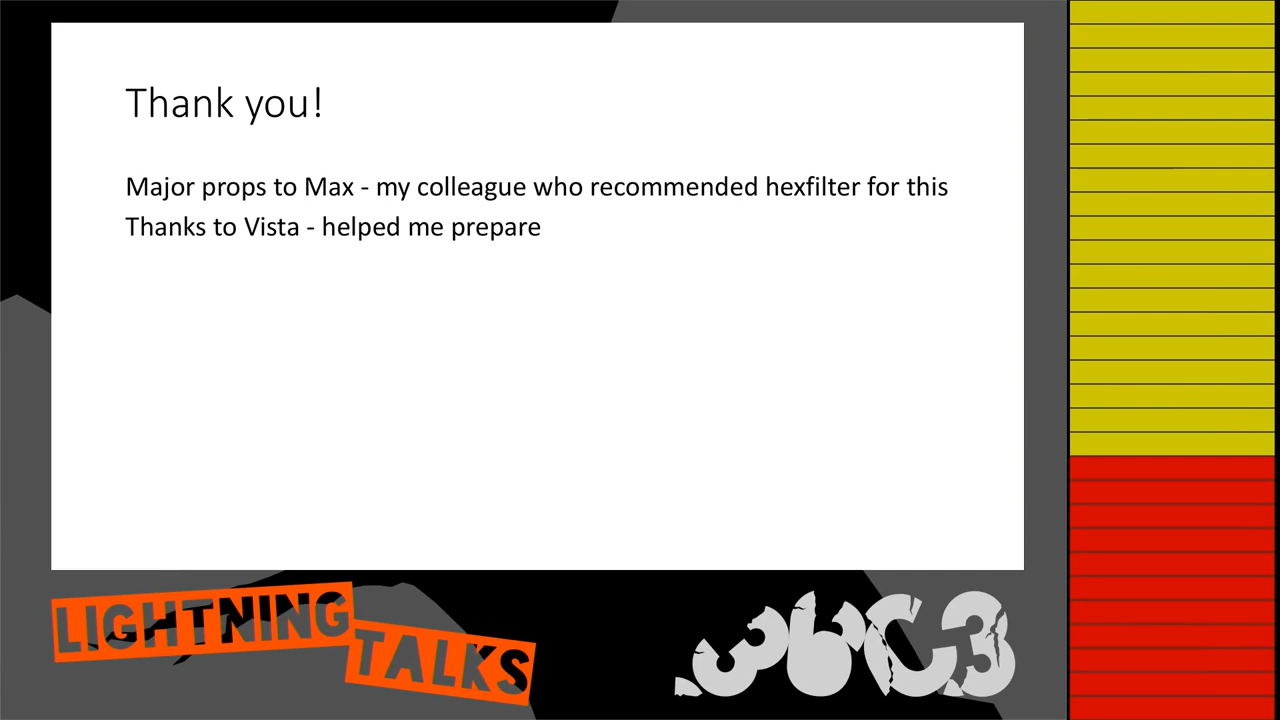 Thank you!
Major props to Max - my colleague who recommended hexfilter for this
Thanks to Vista - helped me prepare
LIGHTNING
TALKS
36C3